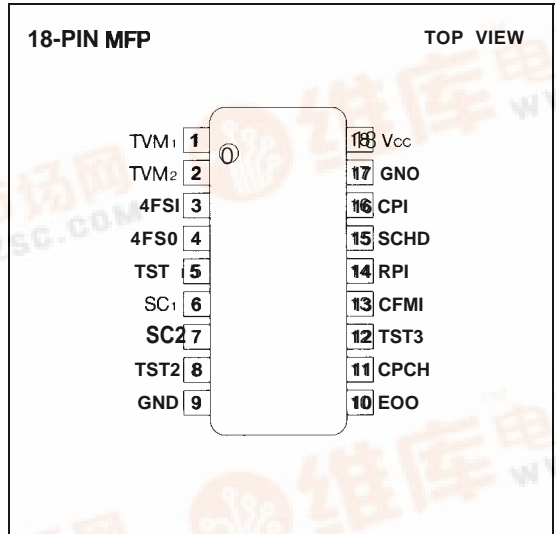 18-PIN MFP TOP VIEW
TVM1 1 18 Vcc
TVM2 2 17 GNO
4FSI 3 16 CPI
4FS0 4 15 SCHD
TST 5 14 RPI
SC1 6 13 CFMI
SC2 7 12 TST3
TST2 8 11 CPCH
GND 9 10 EOO
维库